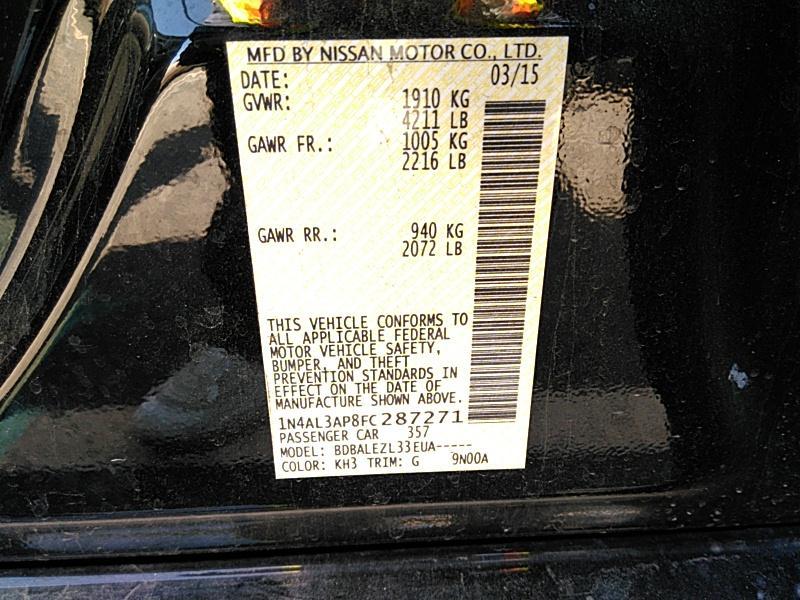 MFD BY NISSAN MOTOR CO., LTD.
DATE: 03/15
GVWR: 1910 KG
4211 LB
GAWR FR.: 1005 KG
2216 LB
GAWR RR.: 940 KG
2072 LB
THIS VEHICLE CONFORMS TO
ALL APPLICABLE FEDERAL
MOTOR VEHICLE SAFETY,
BUMPER, AND THEFT
PREVENTION STANDARDS IN
EFFECT ON THE DATE OF
MANUFACTURE SHOWN ABOVE.
1N4AL3AP8FC287271
PASSENGER CAR 357
MODEL: BDBALEZL33EUA-----
COLOR: KH3 TRIM: G 9N00A